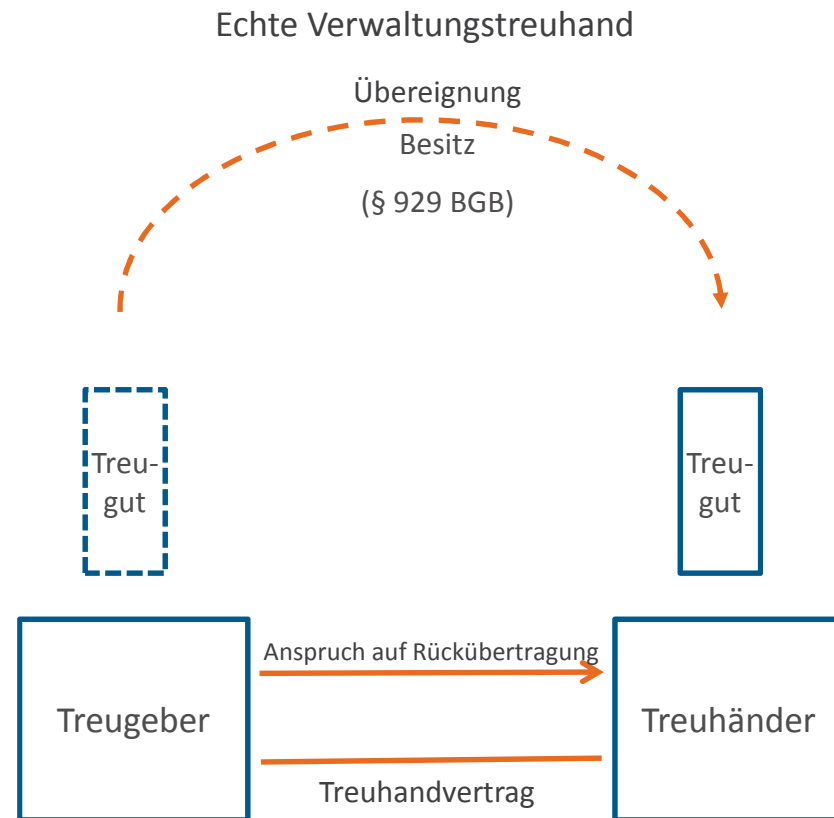 Echte Verwaltungstreuhand
Übereignung
Besitz
(§ 929 BGB)
Treu-
gut
Treu-
gut
Anspruch auf Rückübertragung
Treugeber
Treuhänder
Treuhandvertrag